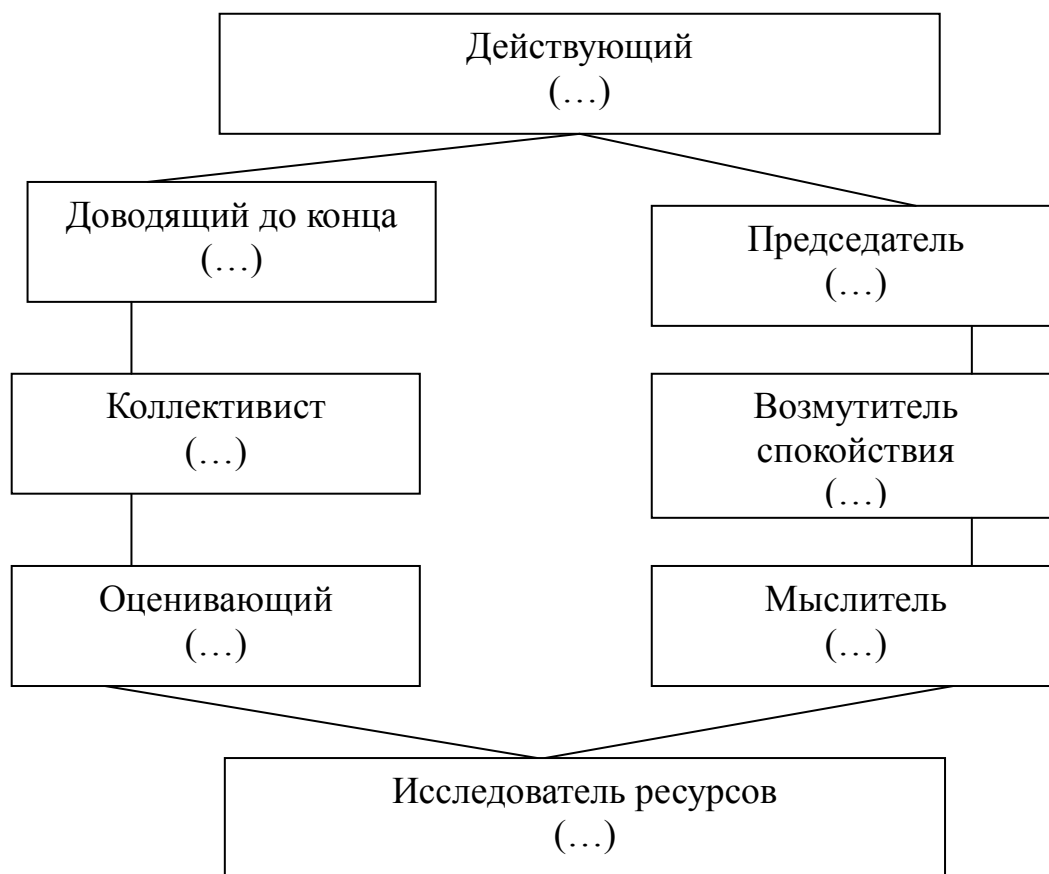 Действующий
(…)
Доводящий до конца
(…)
Председатель
(…)
Коллективист
(…)
Возмутитель
спокойствия
(…)
Оценивающий
(…)
Мыслитель
(…)
Исследователь ресурсов
(…)